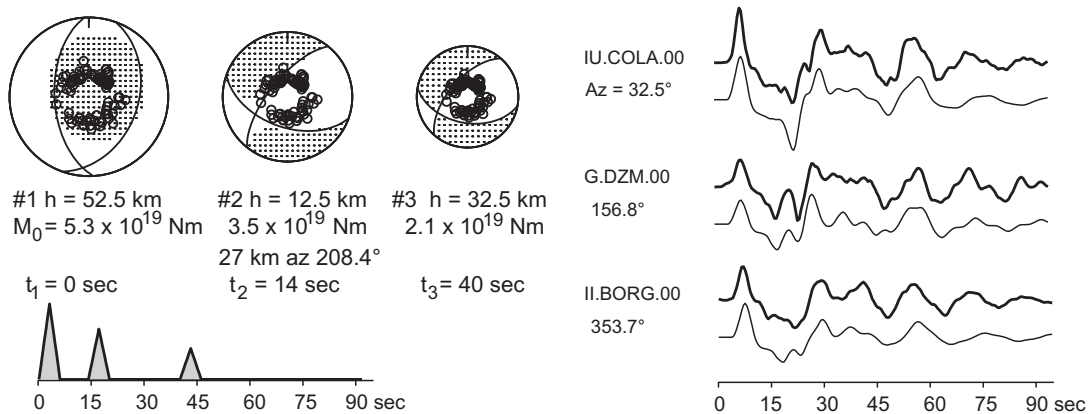 #1 h = 52.5 km
M0 = 5.3 x 10^19 Nm
t1 = 0 sec
#2 h = 12.5 km
3.5 x 10^19 Nm
27 km az 208.4°
t2 = 14 sec
#3 h = 32.5 km
2.1 x 10^19 Nm
t3 = 40 sec
0 15 30 45 60 75 90 sec
IU.COLA.00
Az = 32.5°
G.DZM.00
156.8°
II.BORG.00
353.7°
0 15 30 45 60 75 90 sec